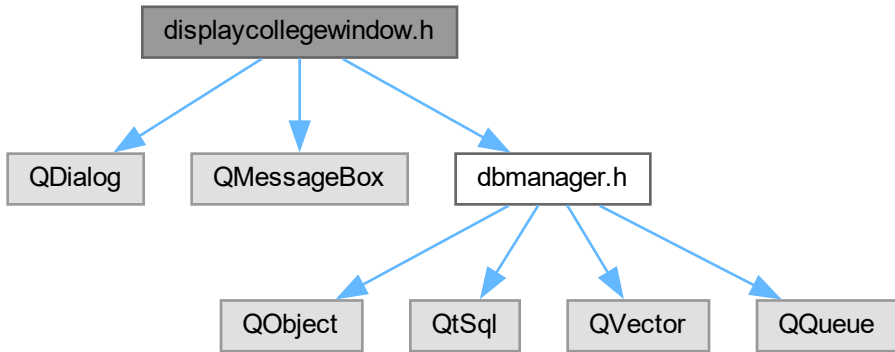 displaycollegewindow.h
QDialog
QMessageBox
dbmanager.h
QObject
QtSql
QVector
QQueue